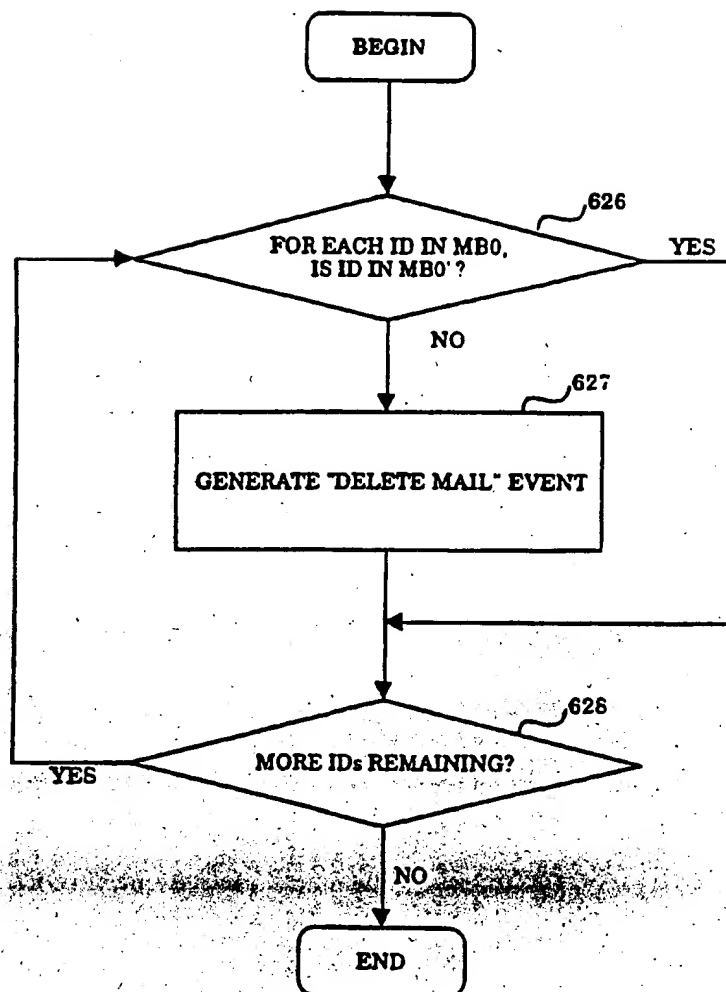 BEGIN
626
FOR EACH ID IN MB0,
IS ID IN MB0' ?
YES
NO
627
GENERATE "DELETE MAIL" EVENT
628
MORE IDs REMAINING?
YES
NO
END